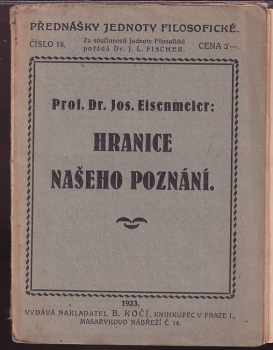 PŘEDNÁŠKY JEDNOTY FILOSOFICKÉ.
ČÍSLO 18.
Za součinnosti Jednoty Filosofické
pořádá Dr. J. L. FISCHER.
CENA 3·—
Prof. Dr. Jos. Eisenmeier:
HRANICE
NAŠEHO POZNÁNÍ.
1923.
VYDÁVÁ NAKLADATEL B. KOČÍ, KNIHKUPEC V PRAZE I.,
MASARYKOVO NÁBŘEŽÍ Č. 14.